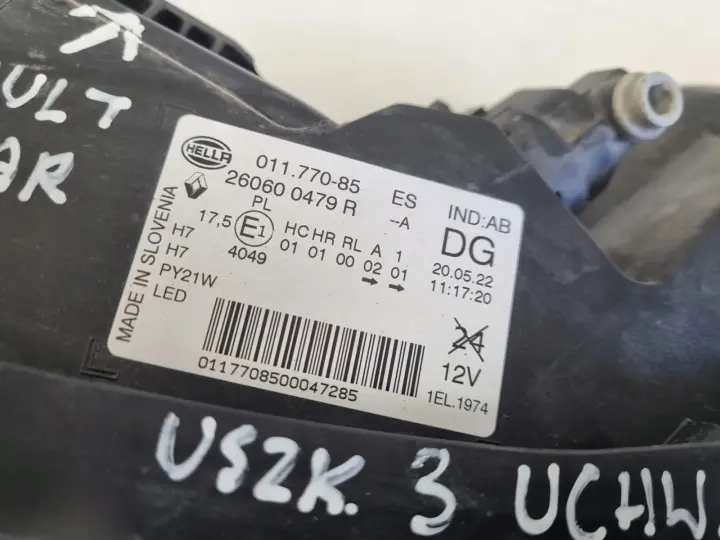 ULT
AR
HELLA
011.770-85
260600479R
ES
--A
IND:AB
PL
17,5 E1
4049
HC HR RL A 1
01 01 00 02 01
→ →
DG
20.05.22
11:17:20
H7
H7
PY21W
LED
MADE IN SLOVENIA
0117708500047285
24
12V
1EL.1974
USZK. 3 UCHW